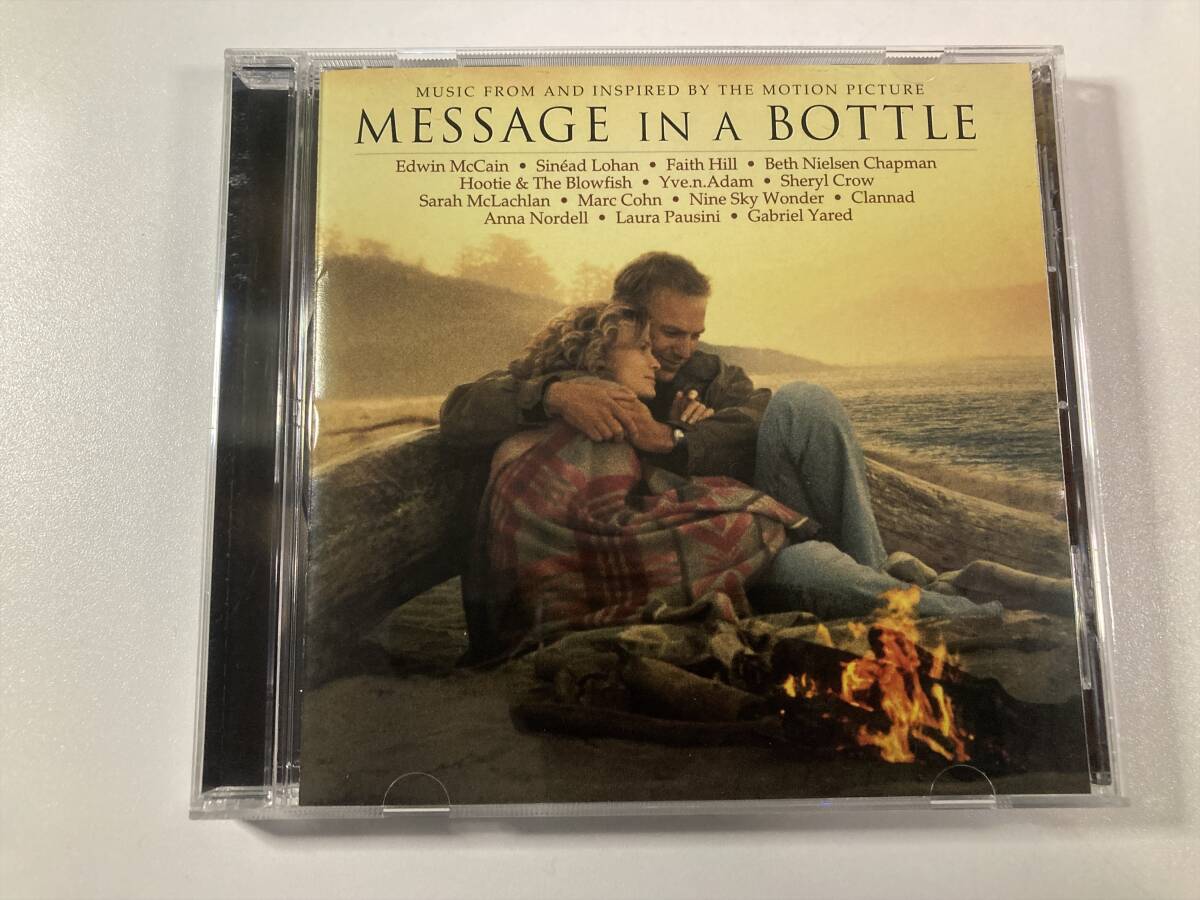 MUSIC FROM AND INSPIRED BY THE MOTION PICTURE
MESSAGE IN A BOTTLE
Edwin McCain • Sinéad Lohan • Faith Hill • Beth Nielsen Chapman
Hootie & The Blowfish • Yve.n.Adam • Sheryl Crow
Sarah McLachlan • Marc Cohn • Nine Sky Wonder • Clannad
Anna Nordell • Laura Pausini • Gabriel Yared